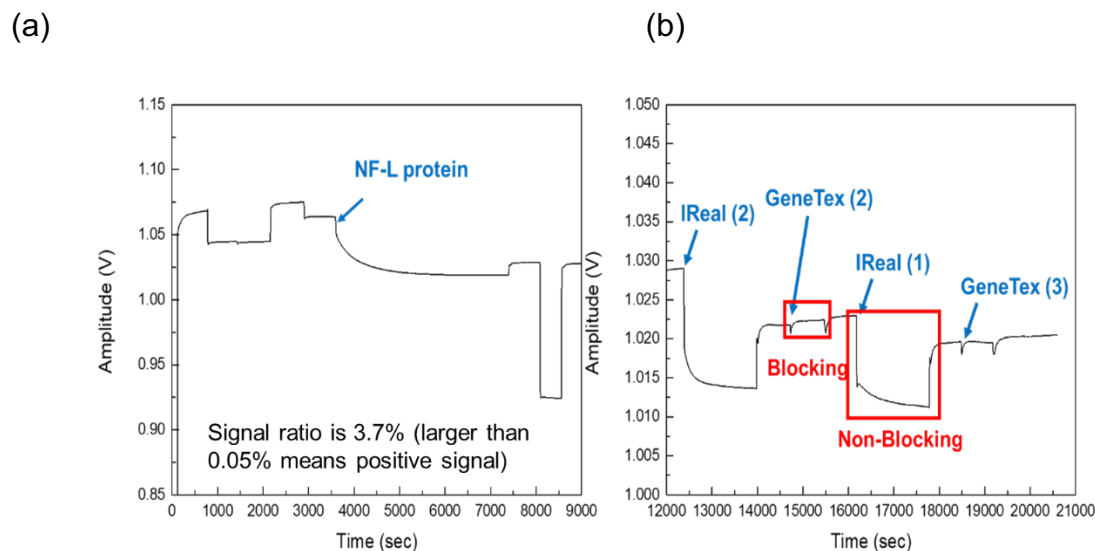 (a)
(b)
1.15
1.10
1.05
1.00
0.95
0.90
0.85
Amplitude (V)
NF-L protein
Signal ratio is 3.7% (larger than
0.05% means positive signal)
0 1000 2000 3000 4000 5000 6000 7000 8000 9000
Time (sec)
1.050
1.045
1.040
1.035
1.030
1.025
1.020
1.015
1.010
1.005
1.000
Amplitude (V)
IReal (2)
GeneTex (2)
IReal (1)
GeneTex (3)
Blocking
Non-Blocking
12000 13000 14000 15000 16000 17000 18000 19000 20000 21000
Time (sec)